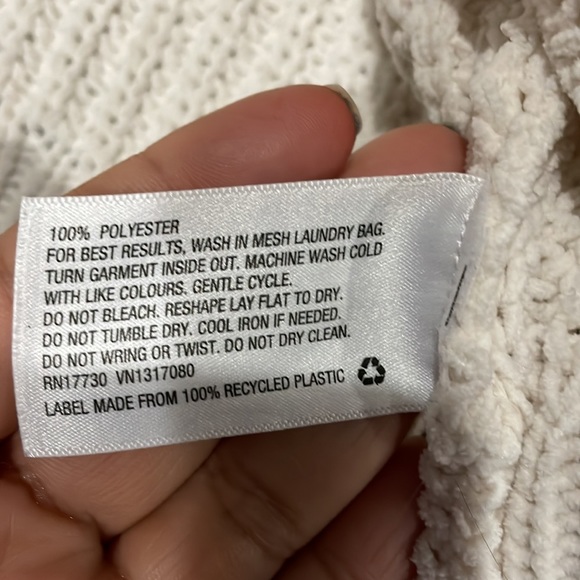 100% POLYESTER
FOR BEST RESULTS, WASH IN MESH LAUNDRY BAG.
TURN GARMENT INSIDE OUT. MACHINE WASH COLD
WITH LIKE COLOURS. GENTLE CYCLE.
DO NOT BLEACH. RESHAPE LAY FLAT TO DRY.
DO NOT TUMBLE DRY. COOL IRON IF NEEDED.
DO NOT WRING OR TWIST. DO NOT DRY CLEAN.
RN17730 VN1317080
LABEL MADE FROM 100% RECYCLED PLASTIC